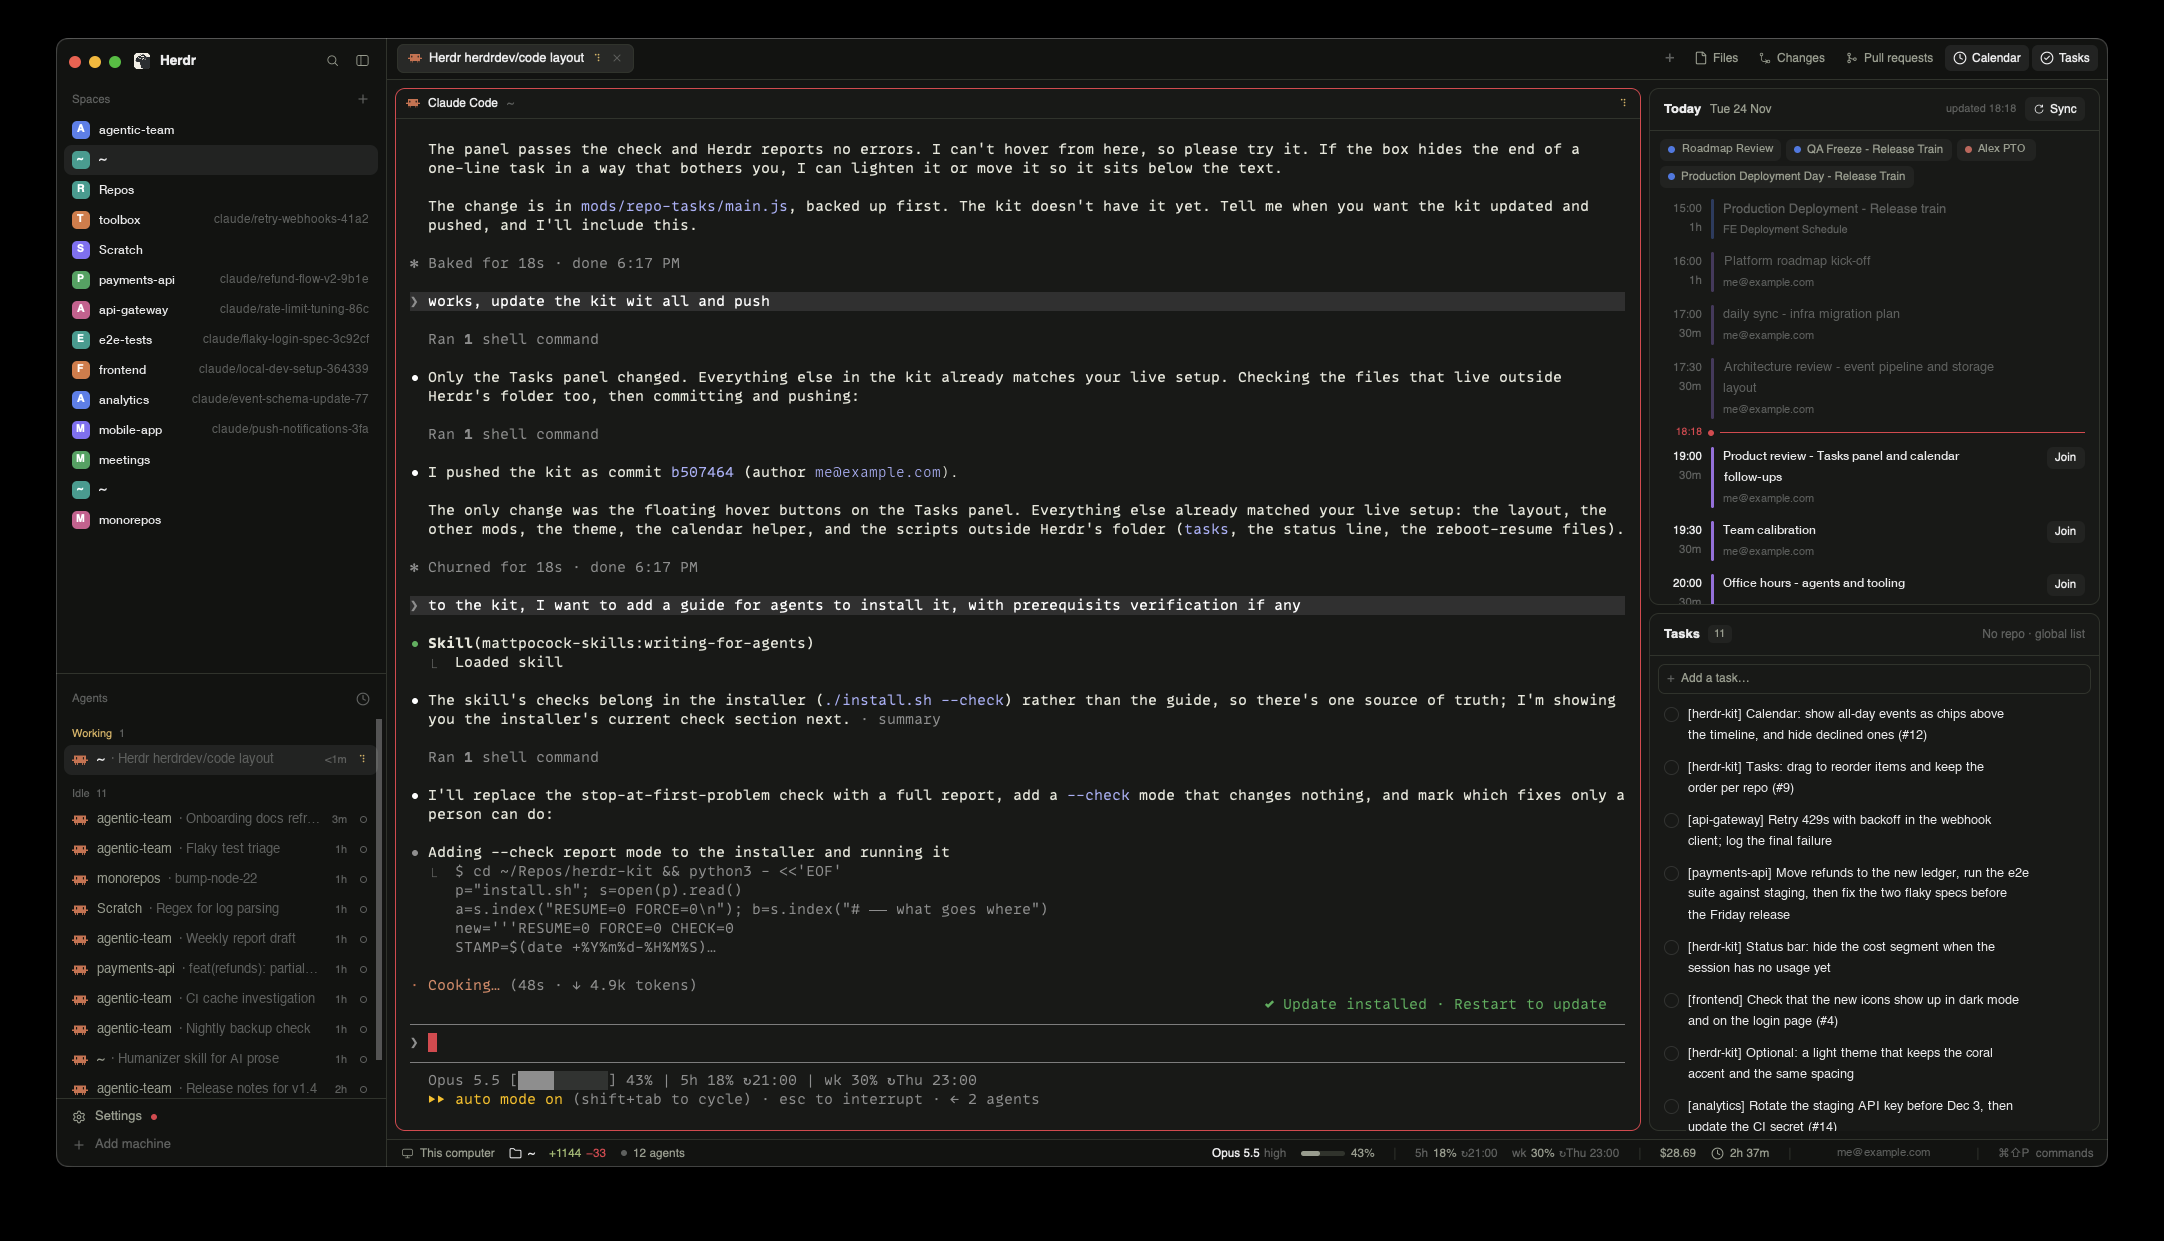 Herdr
Spaces
A agentic-team
~ ~
R Repos
T toolbox claude/retry-webhooks-41a2
S Scratch
P payments-api claude/refund-flow-v2-9b1e
A api-gateway claude/rate-limit-tuning-86c
E e2e-tests claude/flaky-login-spec-3c92cf
F frontend claude/local-dev-setup-364339
A analytics claude/event-schema-update-77
M mobile-app claude/push-notifications-3fa
M meetings
~ ~
M monorepos
Agents
Working 1
~ · Herdr herdrdev/code layout <1m
Idle 11
agentic-team · Onboarding docs refr… 3m
agentic-team · Flaky test triage 1h
monorepos · bump-node-22 1h
Scratch · Regex for log parsing 1h
agentic-team · Weekly report draft 1h
payments-api · feat(refunds): partial… 1h
agentic-team · CI cache investigation 1h
agentic-team · Nightly backup check 1h
~ · Humanizer skill for AI prose 1h
agentic-team · Release notes for v1.4 2h
Settings
+ Add machine
Herdr herdrdev/code layout ×
+ Files Changes Pull requests Calendar Tasks
Claude Code ~
The panel passes the check and Herdr reports no errors. I can't hover from here, so please try it. If the box hides the end of a
one-line task in a way that bothers you, I can lighten it or move it so it sits below the text.
The change is in mods/repo-tasks/main.js, backed up first. The kit doesn't have it yet. Tell me when you want the kit updated and
pushed, and I'll include this.
✻ Baked for 18s · done 6:17 PM
❯ works, update the kit wit all and push
Ran 1 shell command
● Only the Tasks panel changed. Everything else in the kit already matches your live setup. Checking the files that live outside
Herdr's folder too, then committing and pushing:
Ran 1 shell command
● I pushed the kit as commit b507464 (author me@example.com).
The only change was the floating hover buttons on the Tasks panel. Everything else already matched your live setup: the layout, the
other mods, the theme, the calendar helper, and the scripts outside Herdr's folder (tasks, the status line, the reboot-resume files).
✻ Churned for 18s · done 6:17 PM
❯ to the kit, I want to add a guide for agents to install it, with prerequisits verification if any
● Skill(mattpocock-skills:writing-for-agents)
⎿ Loaded skill
● The skill's checks belong in the installer (./install.sh --check) rather than the guide, so there's one source of truth; I'm showing
you the installer's current check section next. · summary
Ran 1 shell command
● I'll replace the stop-at-first-problem check with a full report, add a --check mode that changes nothing, and mark which fixes only a
person can do:
● Adding --check report mode to the installer and running it
⎿ $ cd ~/Repos/herdr-kit && python3 - <<'EOF'
p="install.sh"; s=open(p).read()
a=s.index("RESUME=0 FORCE=0\n"); b=s.index("# ── what goes where")
new='''RESUME=0 FORCE=0 CHECK=0
STAMP=$(date +%Y%m%d-%H%M%S)…
· Cooking… (48s · ↓ 4.9k tokens)
✔ Update installed · Restart to update
❯
Opus 5.5 [ ] 43% | 5h 18% ↻21:00 | wk 30% ↻Thu 23:00
▸▸ auto mode on (shift+tab to cycle) · esc to interrupt · ← 2 agents
Today Tue 24 Nov updated 18:18 Sync
Roadmap Review QA Freeze - Release Train Alex PTO
Production Deployment Day - Release Train
15:00 Production Deployment - Release train
1h FE Deployment Schedule
16:00 Platform roadmap kick-off
1h me@example.com
17:00 daily sync - infra migration plan
30m me@example.com
17:30 Architecture review - event pipeline and storage
30m layout
me@example.com
18:18
19:00 Product review - Tasks panel and calendar Join
30m follow-ups
me@example.com
19:30 Team calibration Join
30m me@example.com
20:00 Office hours - agents and tooling Join
30m
Tasks 11 No repo · global list
+ Add a task…
[herdr-kit] Calendar: show all-day events as chips above
the timeline, and hide declined ones (#12)
[herdr-kit] Tasks: drag to reorder items and keep the
order per repo (#9)
[api-gateway] Retry 429s with backoff in the webhook
client; log the final failure
[payments-api] Move refunds to the new ledger, run the e2e
suite against staging, then fix the two flaky specs before
the Friday release
[herdr-kit] Status bar: hide the cost segment when the
session has no usage yet
[frontend] Check that the new icons show up in dark mode
and on the login page (#4)
[herdr-kit] Optional: a light theme that keeps the coral
accent and the same spacing
[analytics] Rotate the staging API key before Dec 3, then
update the CI secret (#14)
This computer ~ +1144 −33 12 agents Opus 5.5 high 43% | 5h 18% ↻21:00 wk 30% ↻Thu 23:00 | $28.69 2h 37m | me@example.com | ⌘⇧P commands